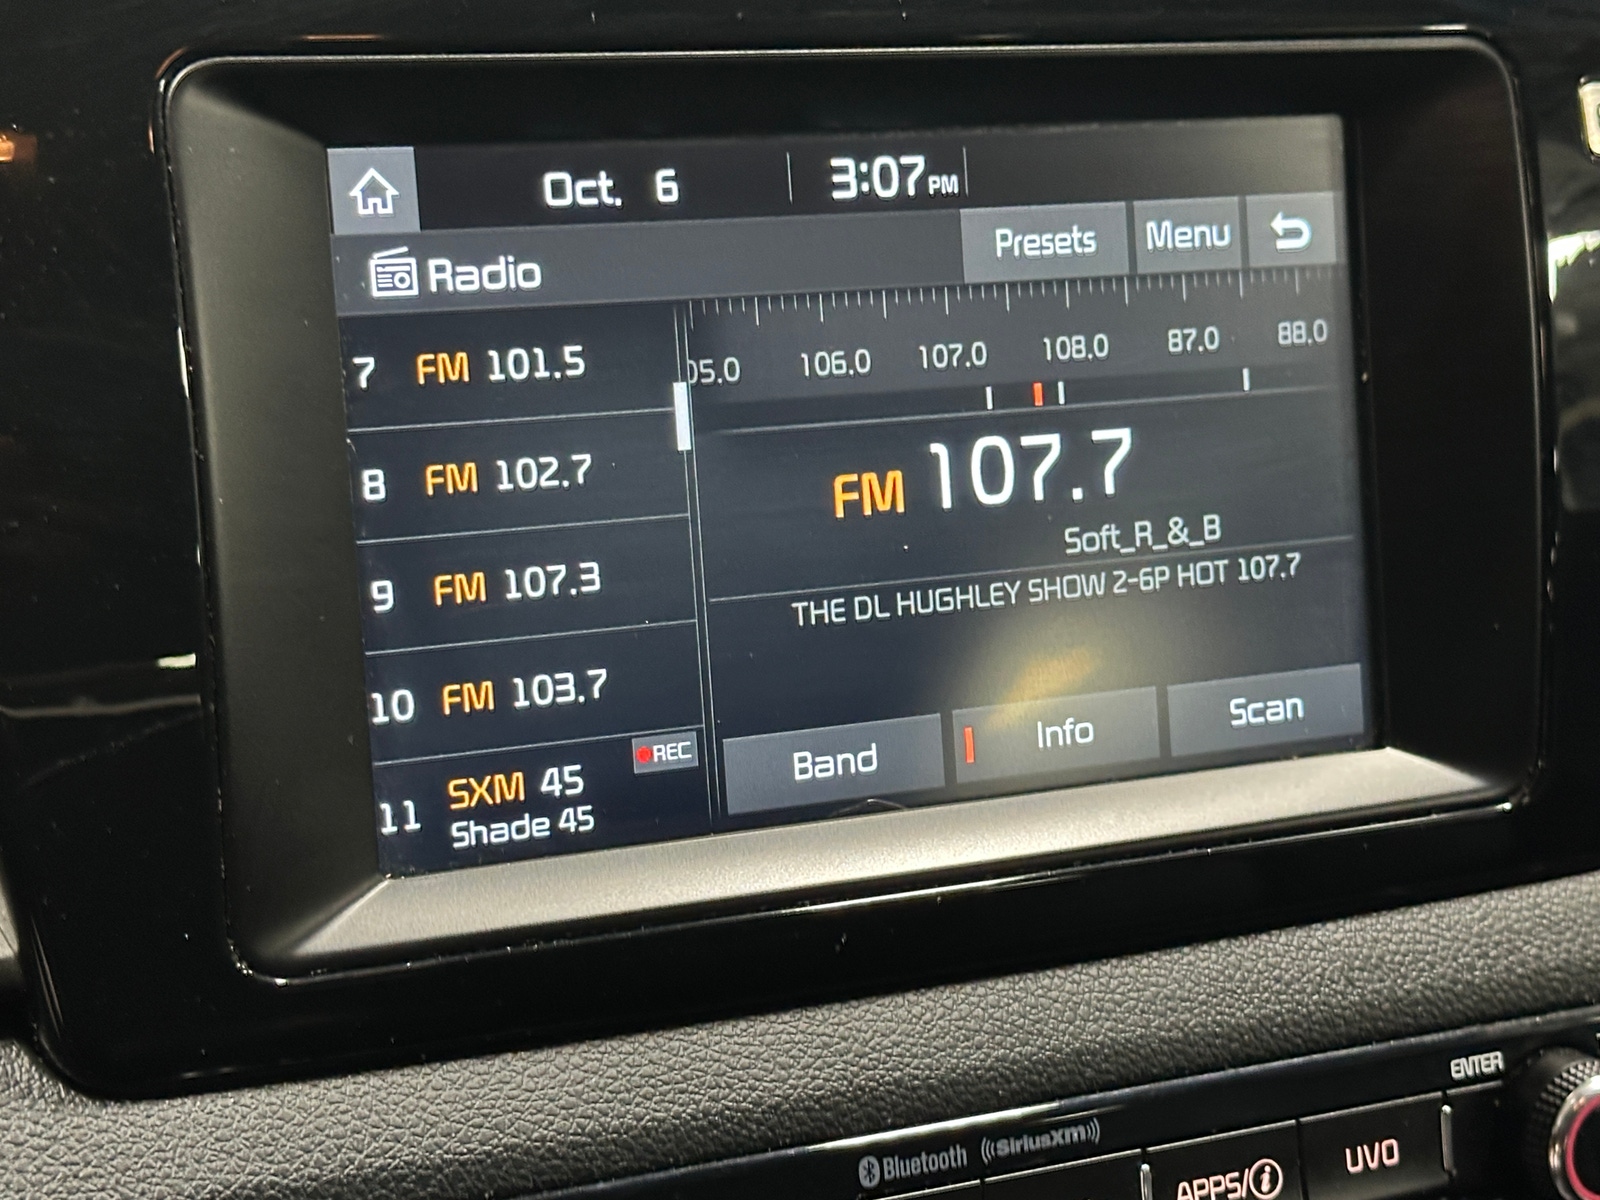 Oct. 6 3:07 PM
Radio Presets Menu
7 FM 101.5
8 FM 102.7
9 FM 107.3
10 FM 103.7
REC
11 SXM 45
Shade 45
106.0 107.0 108.0 87.0 88.0
FM 107.7
Soft_R_&_B
THE DL HUGHLEY SHOW 2-6P HOT 107.7
Band Info Scan
ENTER
Bluetooth ((SiriusXM))
APPS/i UVO